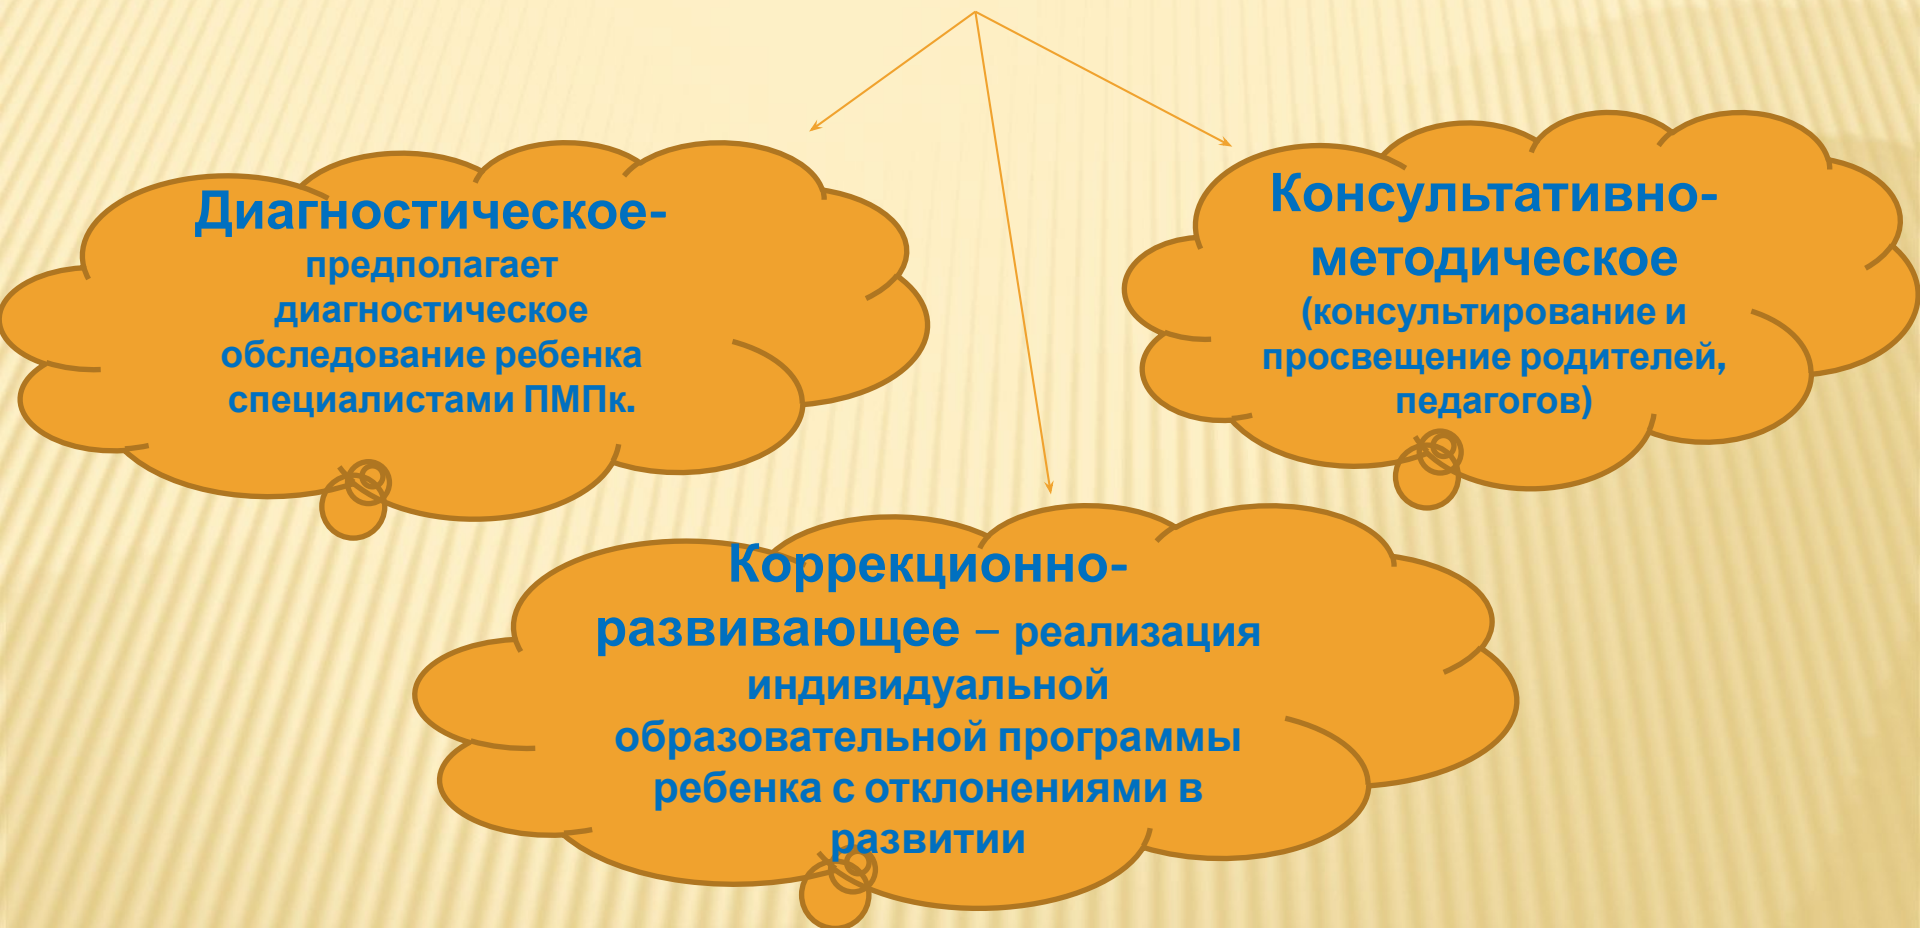 Диагностическое-
предполагает
диагностическое
обследование ребенка
специалистами ПМПк.
Консультативно-
методическое
(консультирование и
просвещение родителей,
педагогов)
Коррекционно-
развивающее – реализация
индивидуальной
образовательной программы
ребенка с отклонениями в
развитии